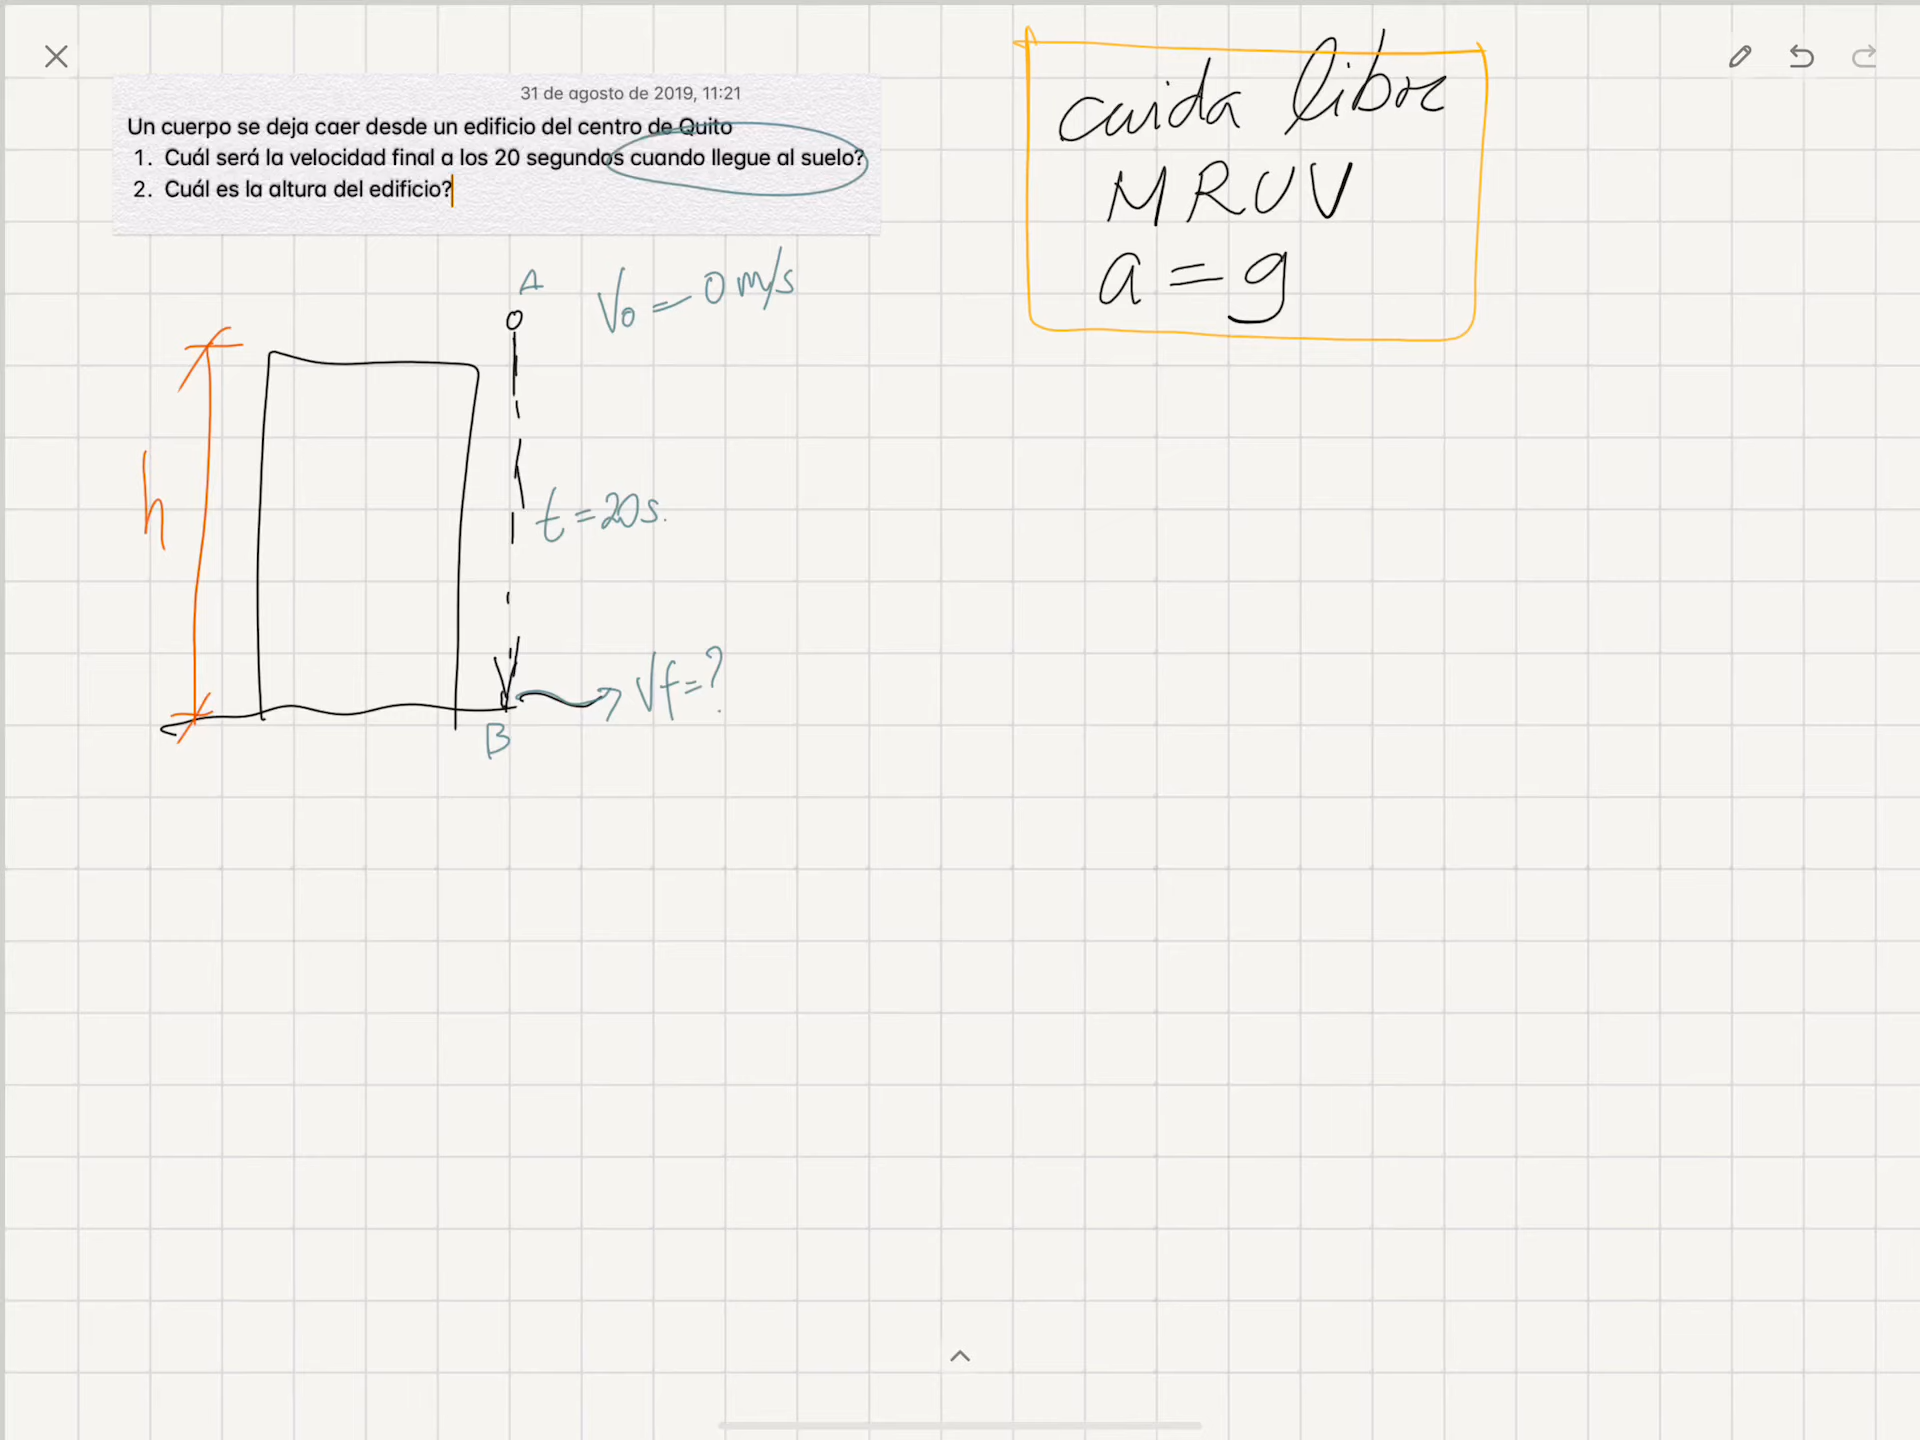 31 de agosto de 2019, 11:21
Un cuerpo se deja caer desde un edificio del centro de Quito
1. Cuál será la velocidad final a los 20 segundos cuando llegue al suelo?
2. Cuál es la altura del edificio?
caida libre
MRUV
a = g
A
Vo = 0 m/s
h
t = 20s.
Vf = ?
B